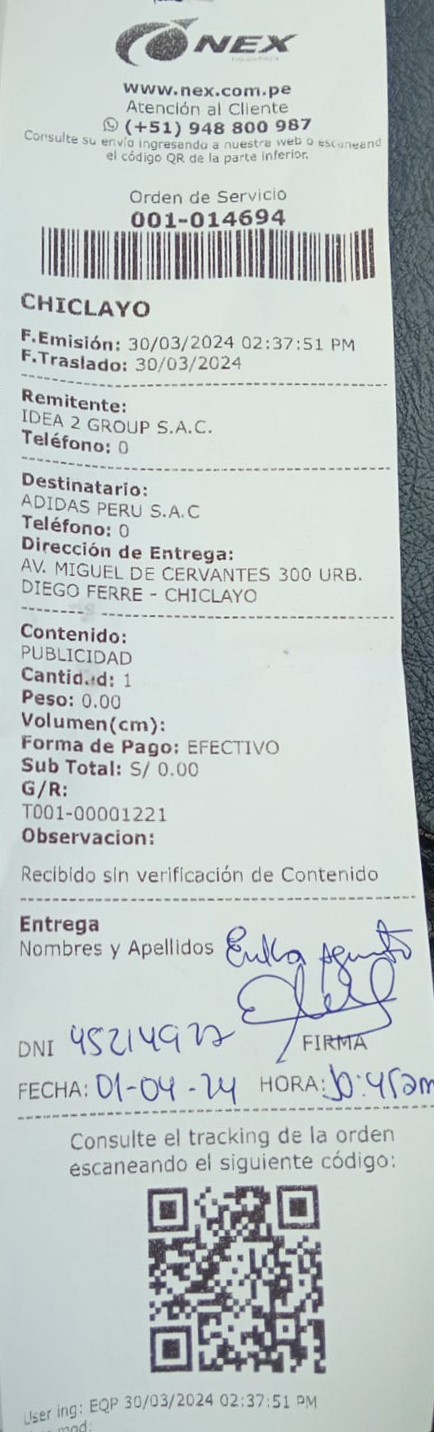 NEX
www.nex.com.pe
Atención al Cliente
(+51) 948 800 987
Consulte su envío ingresando a nuestra web o escaneand
el código QR de la parte inferior.
Orden de Servicio
001-014694
CHICLAYO
F.Emisión: 30/03/2024 02:37:51 PM
F.Traslado: 30/03/2024
Remitente:
IDEA 2 GROUP S.A.C.
Teléfono: 0
Destinatario:
ADIDAS PERU S.A.C
Teléfono: 0
Dirección de Entrega:
AV. MIGUEL DE CERVANTES 300 URB.
DIEGO FERRE - CHICLAYO
Contenido:
PUBLICIDAD
Cantidad: 1
Peso: 0.00
Volumen(cm):
Forma de Pago: EFECTIVO
Sub Total: S/ 0.00
G/R:
T001-00001221
Observacion:
Recibido sin verificación de Contenido
Entrega
Nombres y Apellidos
DNI FIRMA
FECHA: 01-04-24 HORA:
Consulte el tracking de la orden
escaneando el siguiente código:
User ing: EQP 30/03/2024 02:37:51 PM